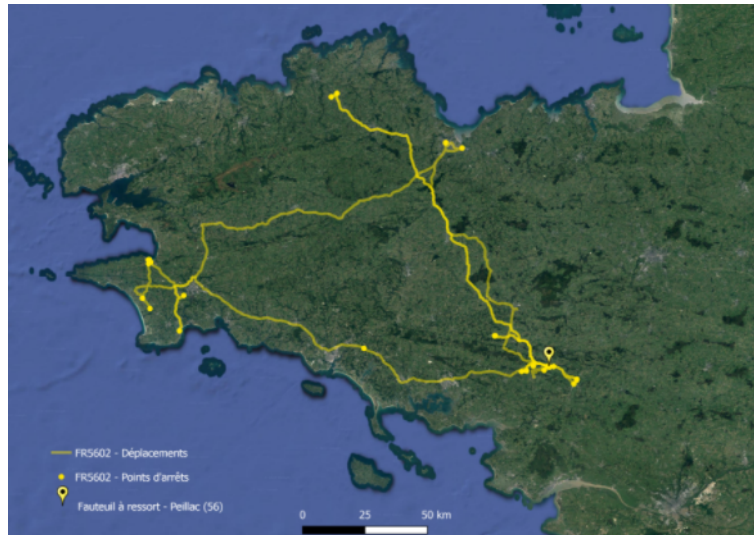 FR5602 - Déplacements
FR5602 - Points d'arrêts
Fauteuil à ressort - Peillac (56)
0 25 50 km